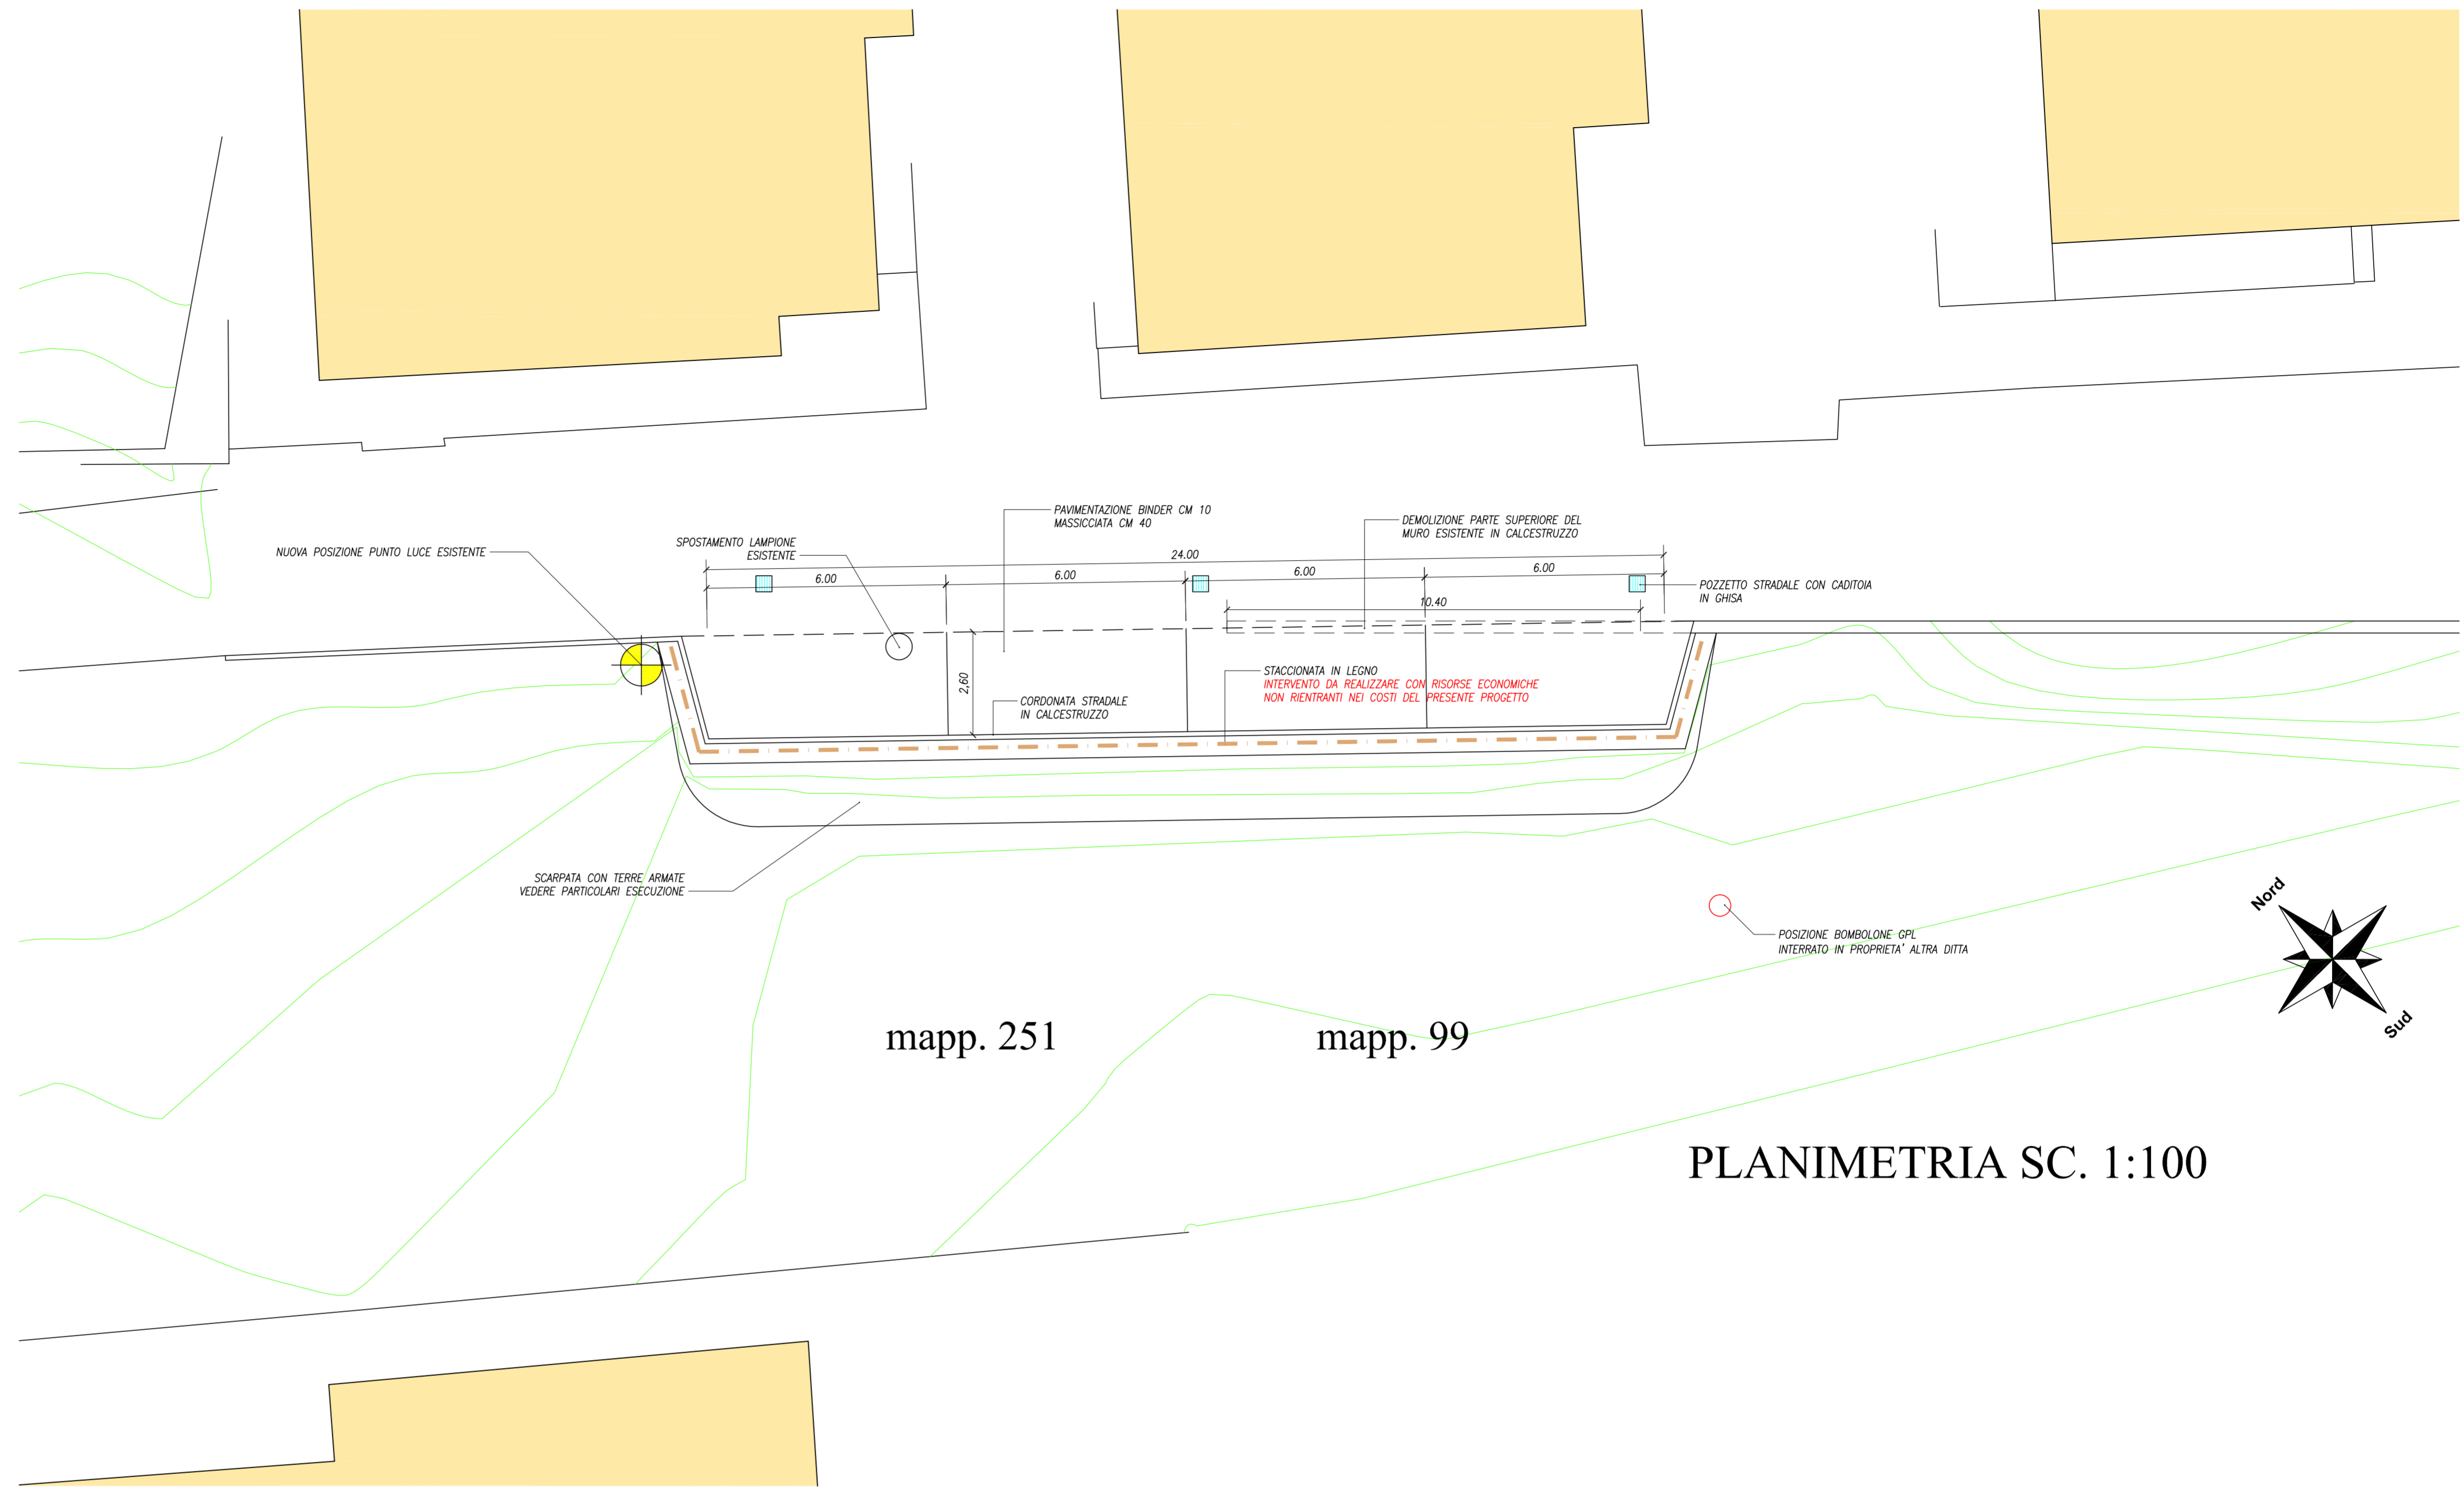 PAVIMENTAZIONE BINDER CM 10
MASSICCIATA CM 40
DEMOLIZIONE PARTE SUPERIORE DEL
MURO ESISTENTE IN CALCESTRUZZO
SPOSTAMENTO LAMPIONE
ESISTENTE
NUOVA POSIZIONE PUNTO LUCE ESISTENTE
24.00
6.00
6.00
6.00
6.00
POZZETTO STRADALE CON CADITOIA
IN GHISA
10.40
2,60
STACCIONATA IN LEGNO
INTERVENTO DA REALIZZARE CON RISORSE ECONOMICHE
NON RIENTRANTI NEI COSTI DEL PRESENTE PROGETTO
CORDONATA STRADALE
IN CALCESTRUZZO
SCARPATA CON TERRE ARMATE
VEDERE PARTICOLARI ESECUZIONE
Nord
POSIZIONE BOMBOLONE GPL
INTERRATO IN PROPRIETA' ALTRA DITTA
Sud
mapp. 251
mapp. 99
PLANIMETRIA SC. 1:100